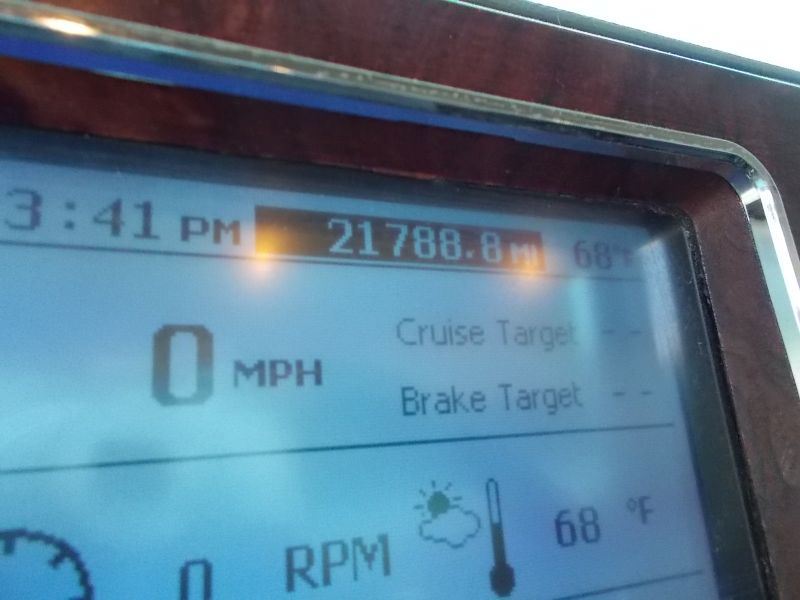 3:41 PM 21788.8 MI 68°F
0 MPH
Cruise Target --
Brake Target --
0 RPM 68 °F